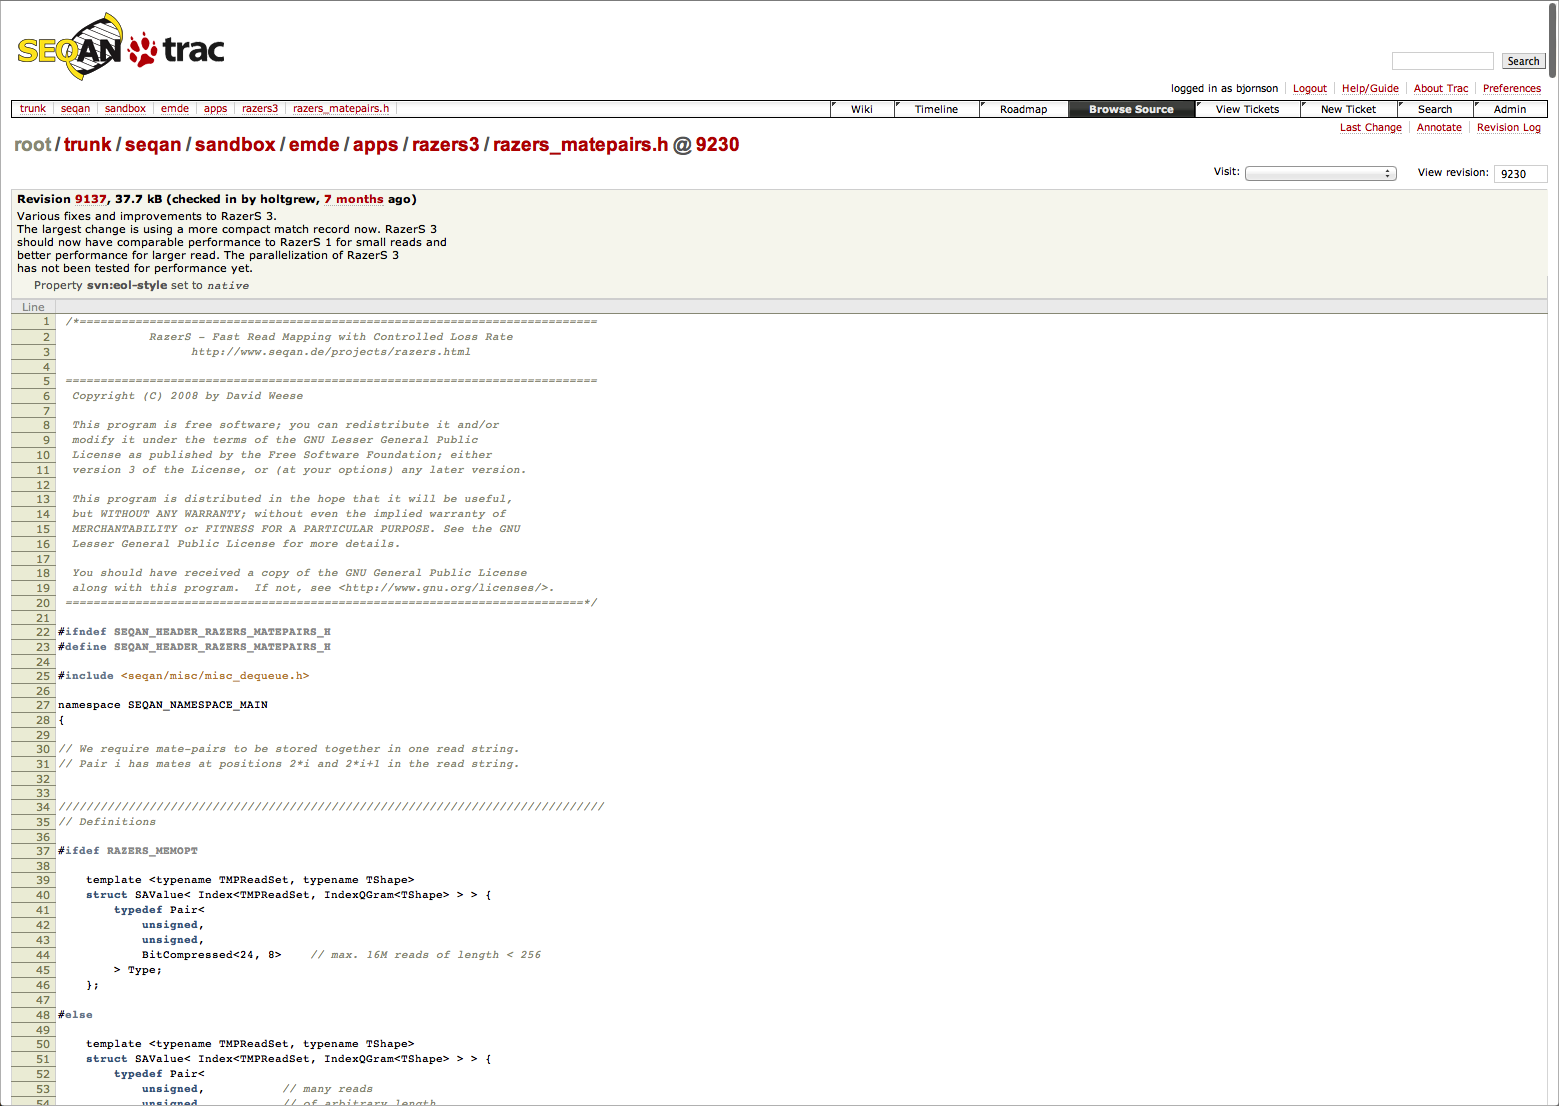 SEQAN trac
Search
logged in as bjornson Logout Help/Guide About Trac Preferences
trunk seqan sandbox emde apps razers3 razers_matepairs.h
Wiki Timeline Roadmap Browse Source View Tickets New Ticket Search Admin
Last Change Annotate Revision Log
root/trunk/seqan/sandbox/emde/apps/razers3/razers_matepairs.h @ 9230
Visit: View revision: 9230
Revision 9137, 37.7 kB (checked in by holtgrew, 7 months ago)
Various fixes and improvements to RazerS 3.
The largest change is using a more compact match record now. RazerS 3
should now have comparable performance to RazerS 1 for small reads and
better performance for larger read. The parallelization of RazerS 3
has not been tested for performance yet.
Property svn:eol-style set to native
Line
1 /*==========================================================================
2 RazerS - Fast Read Mapping with Controlled Loss Rate
3 http://www.seqan.de/projects/razers.html
4
5 ============================================================================
6 Copyright (C) 2008 by David Weese
7
8 This program is free software; you can redistribute it and/or
9 modify it under the terms of the GNU Lesser General Public
10 License as published by the Free Software Foundation; either
11 version 3 of the License, or (at your options) any later version.
12
13 This program is distributed in the hope that it will be useful,
14 but WITHOUT ANY WARRANTY; without even the implied warranty of
15 MERCHANTABILITY or FITNESS FOR A PARTICULAR PURPOSE. See the GNU
16 Lesser General Public License for more details.
17
18 You should have received a copy of the GNU General Public License
19 along with this program. If not, see <http://www.gnu.org/licenses/>.
20 ==========================================================================*/
21
22 #ifndef SEQAN_HEADER_RAZERS_MATEPAIRS_H
23 #define SEQAN_HEADER_RAZERS_MATEPAIRS_H
24
25 #include <seqan/misc/misc_dequeue.h>
26
27 namespace SEQAN_NAMESPACE_MAIN
28 {
29
30 // We require mate-pairs to be stored together in one read string.
31 // Pair i has mates at positions 2*i and 2*i+1 in the read string.
32
33
34 //////////////////////////////////////////////////////////////////////////////
35 // Definitions
36
37 #ifdef RAZERS_MEMOPT
38
39 template <typename TMPReadSet, typename TShape>
40 struct SAValue< Index<TMPReadSet, IndexQGram<TShape> > > {
41 typedef Pair<
42 unsigned,
43 unsigned,
44 BitCompressed<24, 8> // max. 16M reads of length < 256
45 > Type;
46 };
47
48 #else
49
50 template <typename TMPReadSet, typename TShape>
51 struct SAValue< Index<TMPReadSet, IndexQGram<TShape> > > {
52 typedef Pair<
53 unsigned, // many reads
54 unsigned // of arbitrary length